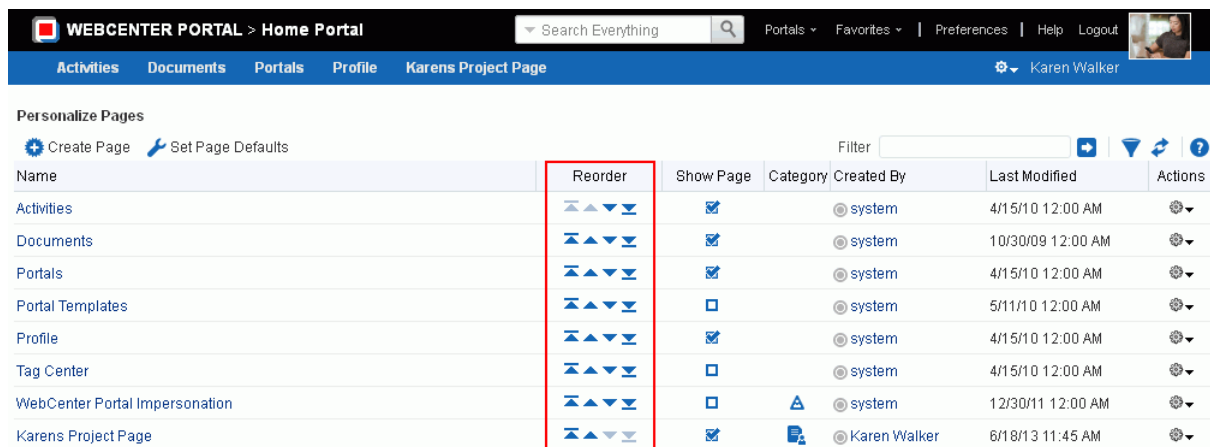 WEBCENTER PORTAL > Home Portal Search Everything Portals Favorites | Preferences | Help Logout
Activities Documents Portals Profile Karens Project Page Karen Walker
Personalize Pages
Create Page Set Page Defaults Filter
Name Reorder Show Page Category Created By Last Modified Actions
Activities system 4/15/10 12:00 AM
Documents system 10/30/09 12:00 AM
Portals system 4/15/10 12:00 AM
Portal Templates system 5/11/10 12:00 AM
Profile system 4/15/10 12:00 AM
Tag Center system 4/15/10 12:00 AM
WebCenter Portal Impersonation system 12/30/11 12:00 AM
Karens Project Page Karen Walker 6/18/13 11:45 AM